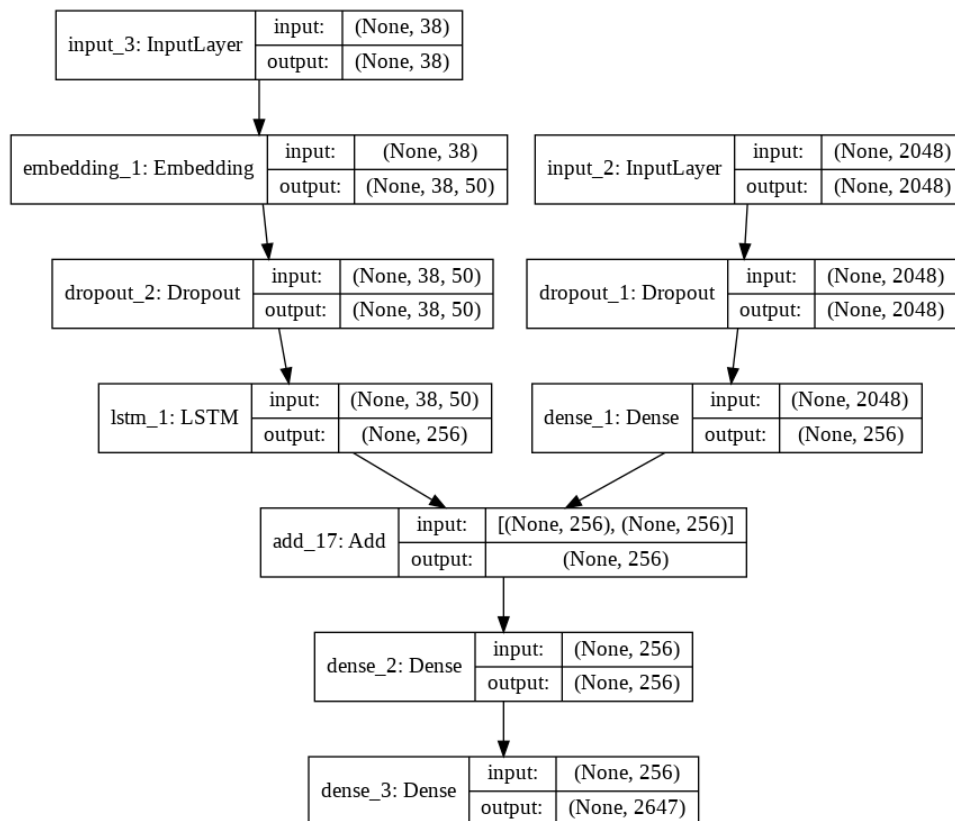 input_3: InputLayer
input:
(None, 38)
output:
(None, 38)
embedding_1: Embedding
input:
(None, 38)
output:
(None, 38, 50)
input_2: InputLayer
input:
(None, 2048)
output:
(None, 2048)
dropout_2: Dropout
input:
(None, 38, 50)
output:
(None, 38, 50)
dropout_1: Dropout
input:
(None, 2048)
output:
(None, 2048)
lstm_1: LSTM
input:
(None, 38, 50)
output:
(None, 256)
dense_1: Dense
input:
(None, 2048)
output:
(None, 256)
add_17: Add
input:
[(None, 256), (None, 256)]
output:
(None, 256)
dense_2: Dense
input:
(None, 256)
output:
(None, 256)
dense_3: Dense
input:
(None, 256)
output:
(None, 2647)